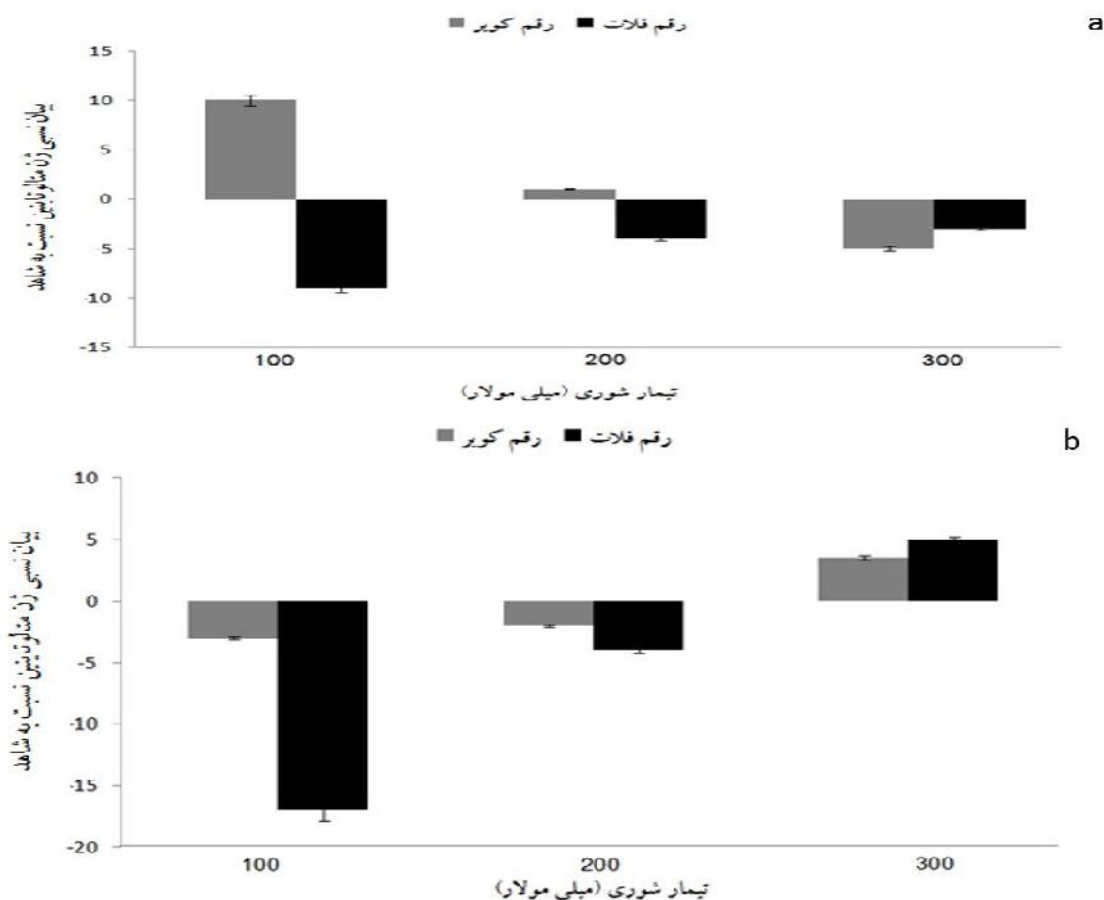 رقم کویر رقم فلات
a
بیان نسبی ژن متالوتایتین نسبت به شاهد
15
10
5
0
-5
-10
-15
100 200 300
تیمار شوری (میلی مولار)
رقم کویر رقم فلات
b
بیان نسبی ژن متالوتینین نسبت به شاهد
10
5
0
-5
-10
-15
-20
100 200 300
تیمار شوری (میلی مولار)